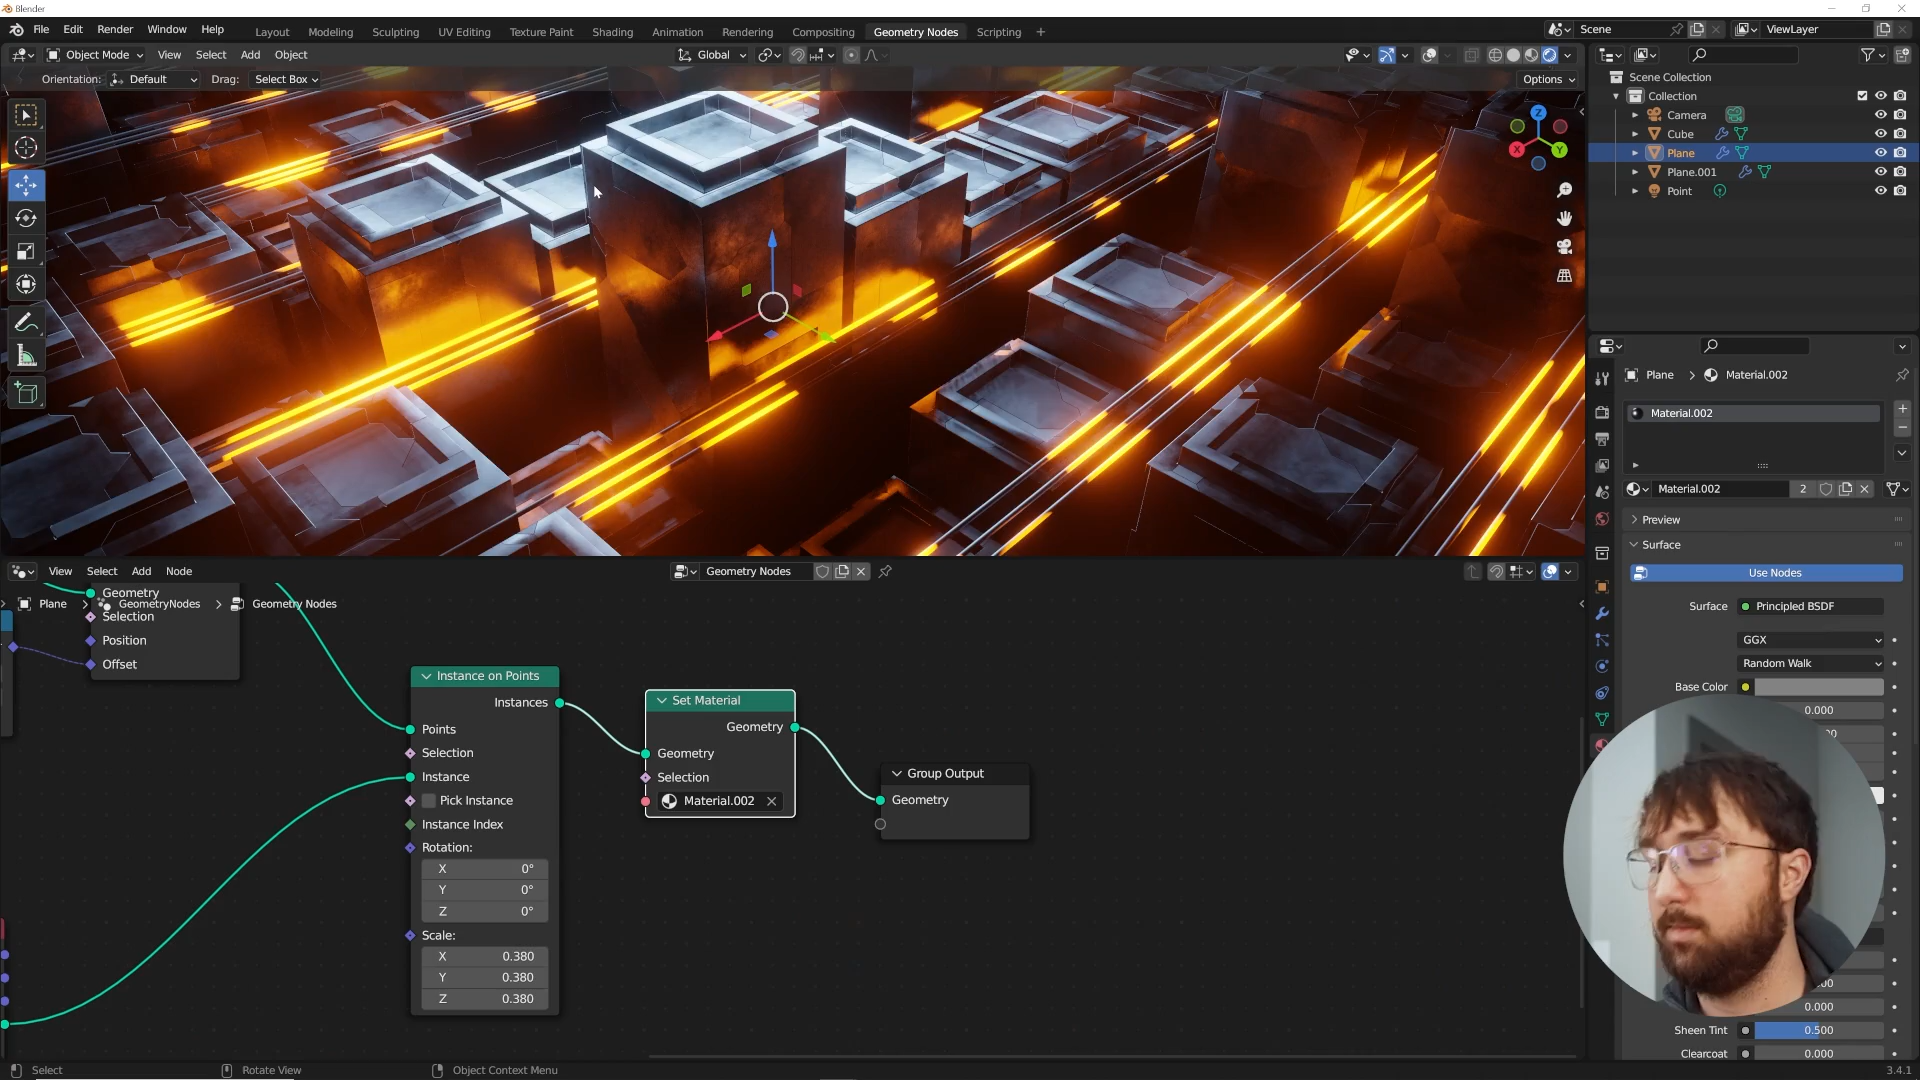 Blender
File Edit Render Window Help
Layout Modeling Sculpting UV Editing Texture Paint Shading Animation Rendering Compositing Geometry Nodes Scripting +
Scene
ViewLayer
Object Mode View Select Add Object
Global
Orientation: Default Drag: Select Box
Options
Z
X
Y
Scene Collection
Collection
Camera
Cube
Plane
Plane.001
Point
Plane > Material.002
Material.002
Material.002 2
Preview
Surface
Use Nodes
Surface Principled BSDF
GGX
Random Walk
Base Color
0.000
0.000
Sheen Tint 0.500
Clearcoat 0.000
View Select Add Node
Geometry Nodes
Plane > GeometryNodes > Geometry Nodes
Geometry
Selection
Position
Offset
Instance on Points
Instances
Points
Selection
Instance
Pick Instance
Instance Index
Rotation:
X 0°
Y 0°
Z 0°
Scale:
X 0.380
Y 0.380
Z 0.380
Set Material
Geometry
Geometry
Selection
Material.002
Group Output
Geometry
Select
Rotate View
Object Context Menu
3.4.1